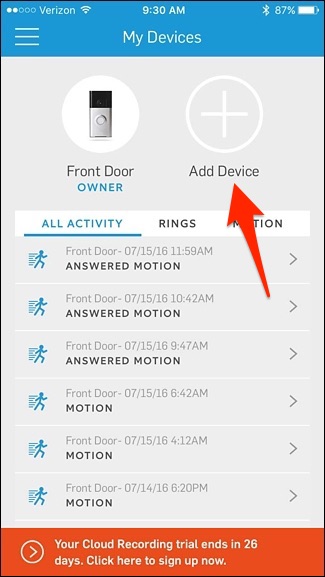 Verizon 9:30 AM 87%
My Devices
Front Door Add Device
OWNER
ALL ACTIVITY RINGS M TION
Front Door- 07/15/16 11:59AM
ANSWERED MOTION
Front Door- 07/15/16 10:42AM
ANSWERED MOTION
Front Door- 07/15/16 9:47AM
ANSWERED MOTION
Front Door- 07/15/16 6:42AM
MOTION
Front Door- 07/15/16 4:12AM
MOTION
Front Door- 07/14/16 6:20PM
MOTION
Your Cloud Recording trial ends in 26
days. Click here to sign up now.